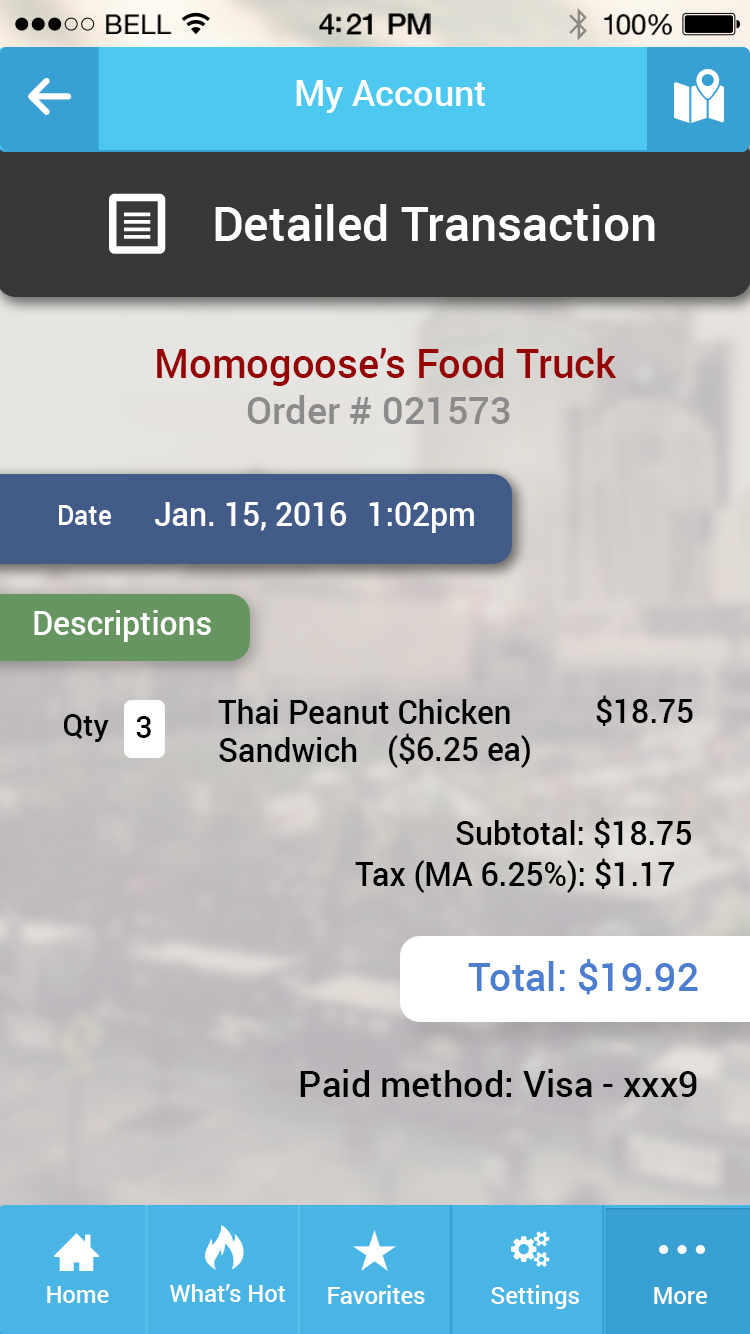 BELL 4:21 PM 100%
My Account
Detailed Transaction
Momogoose’s Food Truck
Order # 021573
Date Jan. 15, 2016 1:02pm
Descriptions
Qty 3 Thai Peanut Chicken $18.75
Sandwich ($6.25 ea)
Subtotal: $18.75
Tax (MA 6.25%): $1.17
Total: $19.92
Paid method: Visa - xxx9
Home What’s Hot Favorites Settings More